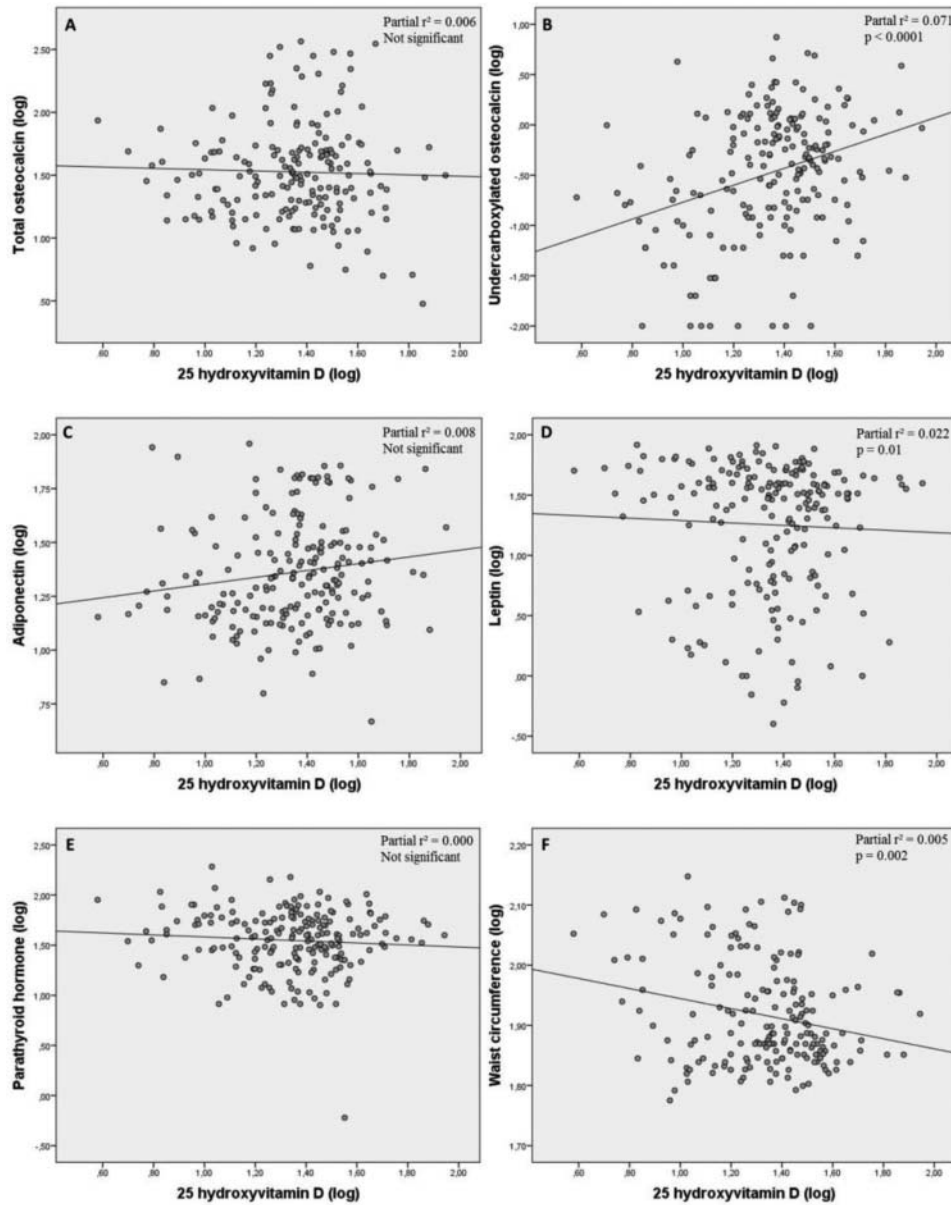 A
Partial r² = 0.006
Not significant
2.50
2.00
1.50
1.00
,50
Total osteocalcin (log)
,60 ,80 1,00 1,20 1,40 1,60 1,80 2,00
25 hydroxyvitamin D (log)
B
Partal r² = 0.071
p < 0.0001
1,00
,50
,00
-,50
-1,00
-1,50
-2,00
Undercarboxylated osteocalcin (log)
,60 ,80 1,00 1,20 1,40 1,60 1,80 2,00
25 hydroxyvitamin D (log)
C
Partial r² = 0.008
Not significant
2,00
1,75
1,50
1,25
1,00
,75
Adiponectin (log)
,60 ,80 1,00 1,20 1,40 1,60 1,80 2,00
25 hydroxyvitamin D (log)
D
Partial r² = 0.022
p = 0.01
2,00
1,50
1,00
,50
,00
-,50
Leptin (log)
,60 ,80 1,00 1,20 1,40 1,60 1,80 2,00
25 hydroxyvitamin D (log)
E
Partial r² = 0.000
Not significant
2,50
2,00
1,50
1,00
,50
,00
-,50
Parathyroid hormone (log)
,60 ,80 1,00 1,20 1,40 1,60 1,80 2,00
25 hydroxyvitamin D (log)
F
Partial r² = 0.005
p = 0.002
2,20
2,10
2,00
1,90
1,80
1,70
Waist circumference (log)
,60 ,80 1,00 1,20 1,40 1,60 1,80 2,00
25 hydroxyvitamin D (log)